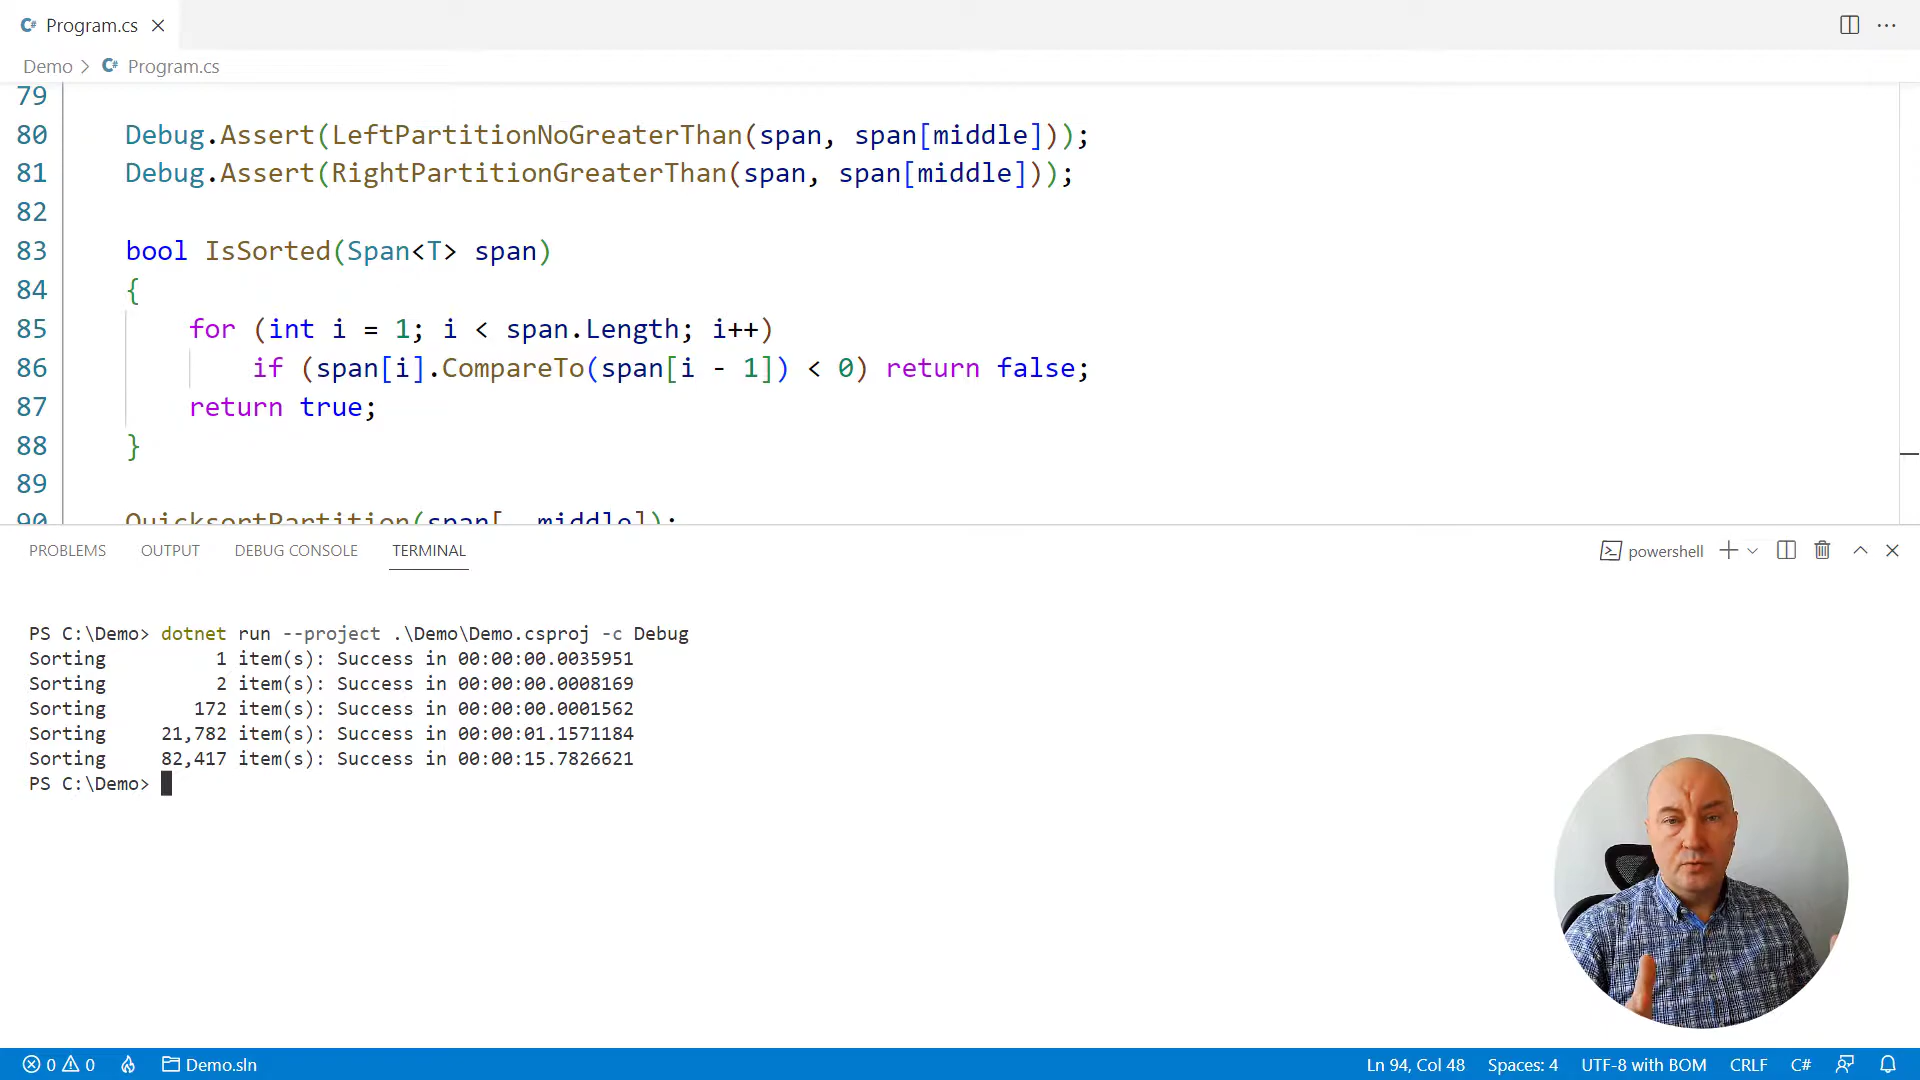 C# Program.cs
Demo > C# Program.cs
79
80 Debug.Assert(LeftPartitionNoGreaterThan(span, span[middle]));
81 Debug.Assert(RightPartitionGreaterThan(span, span[middle]));
82
83 bool IsSorted(Span<T> span)
84 {
85 for (int i = 1; i < span.Length; i++)
86 if (span[i].CompareTo(span[i - 1]) < 0) return false;
87 return true;
88 }
89
90 QuicksortPartition(span[..middle]);
PROBLEMS OUTPUT DEBUG CONSOLE TERMINAL powershell
PS C:\Demo> dotnet run --project .\Demo\Demo.csproj -c Debug
Sorting 1 item(s): Success in 00:00:00.0035951
Sorting 2 item(s): Success in 00:00:00.0008169
Sorting 172 item(s): Success in 00:00:00.0001562
Sorting 21,782 item(s): Success in 00:00:01.1571184
Sorting 82,417 item(s): Success in 00:00:15.7826621
PS C:\Demo>
0 0 Demo.sln Ln 94, Col 48 Spaces: 4 UTF-8 with BOM CRLF C#